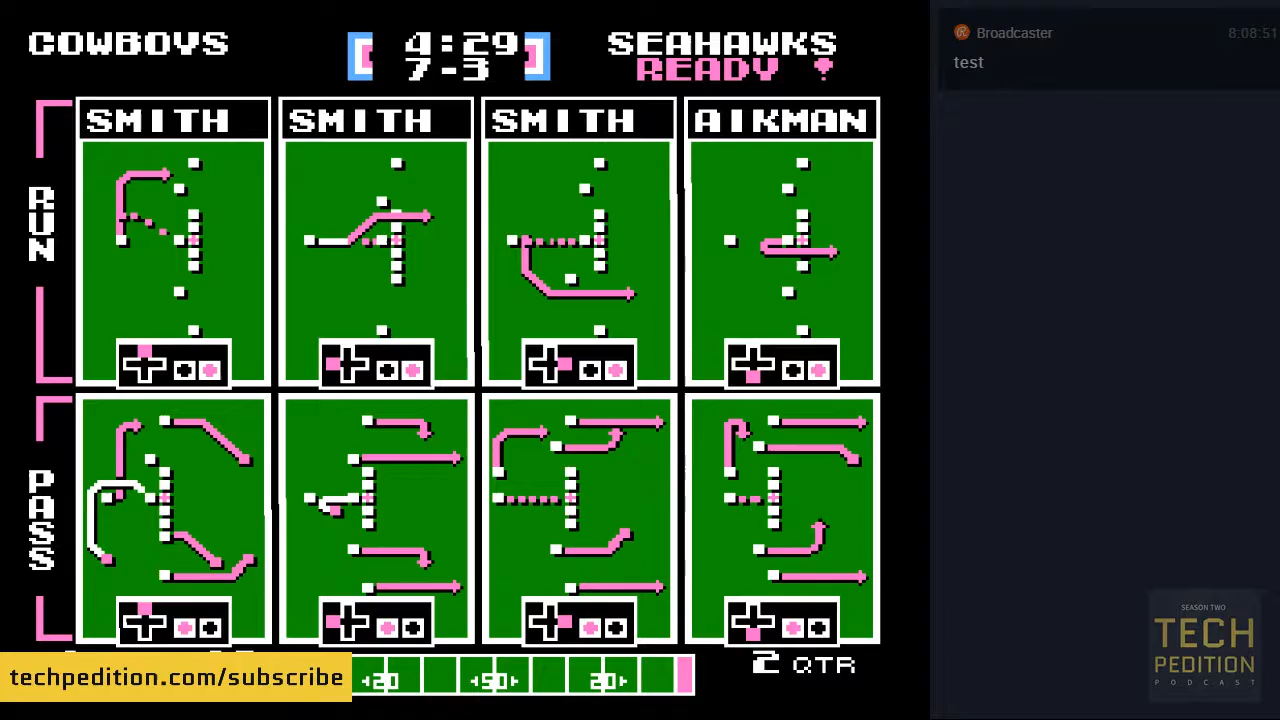 COWBOYS
4:29
7-3
SEAHAWKS
READY
RUN
SMITH
SMITH
SMITH
AIKMAN
PASS
20
50
20
2 QTR
techpedition.com/subscribe
Broadcaster
8:08:51
test
SEASON TWO
TECH
PEDITION
PODCAST